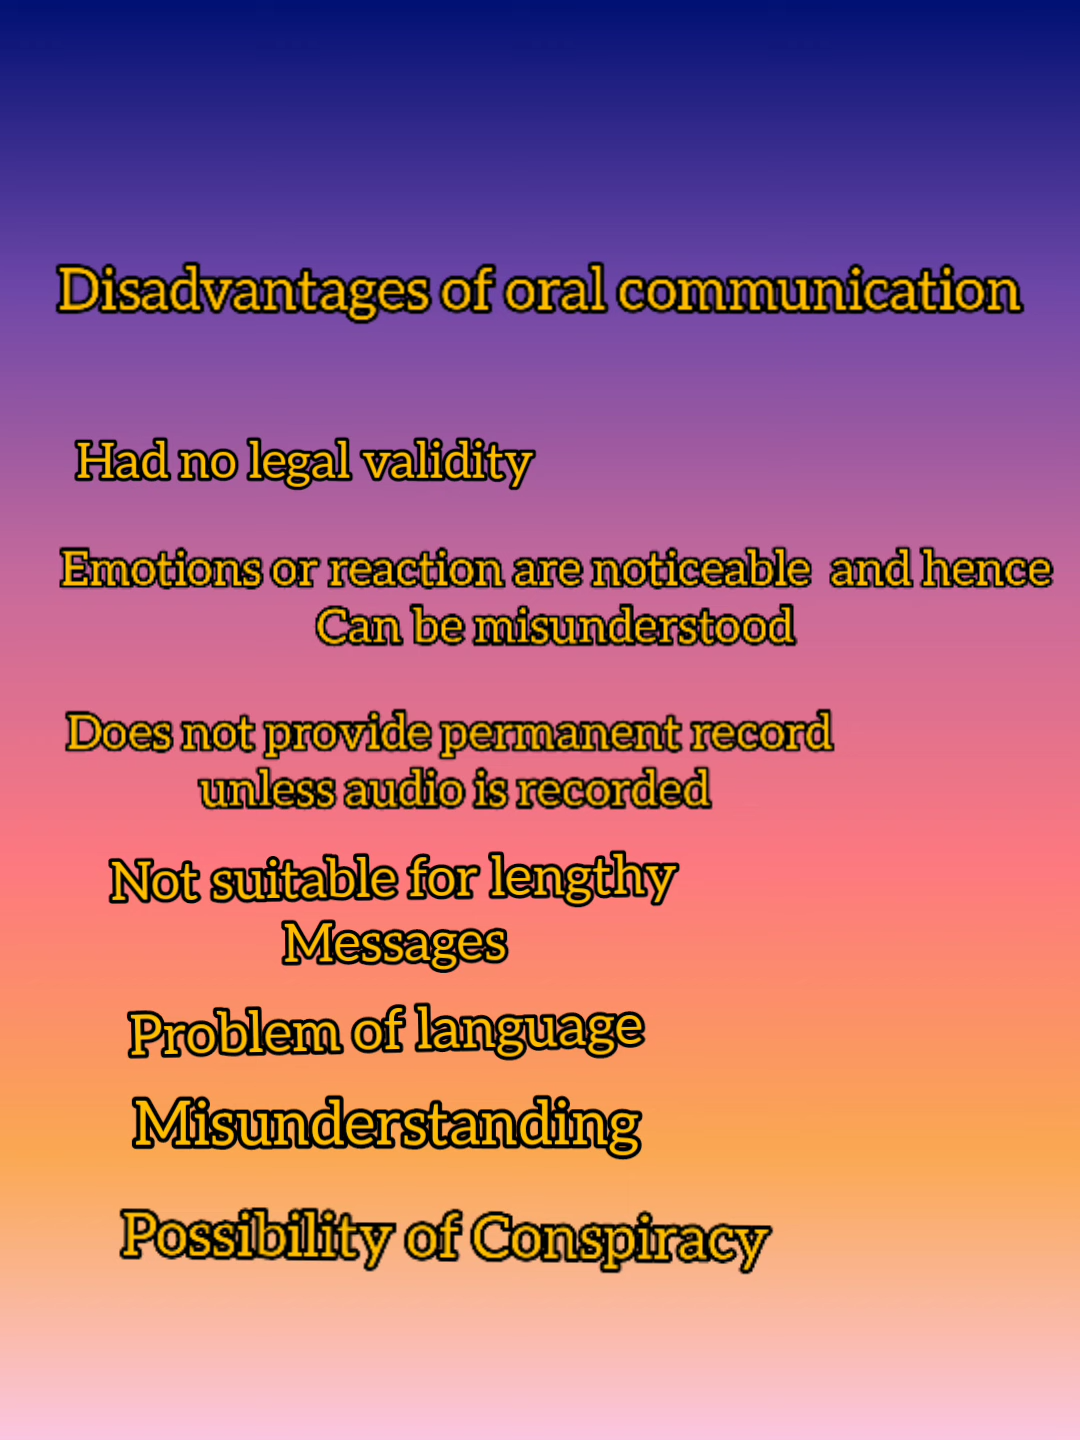 Disadvantages of oral communication
Had no legal validity
Emotions or reaction are noticeable and hence
Can be misunderstood
Does not provide permanent record
unless audio is recorded
Not suitable for lengthy
Messages
Problem of language
Misunderstanding
Possibility of Conspiracy